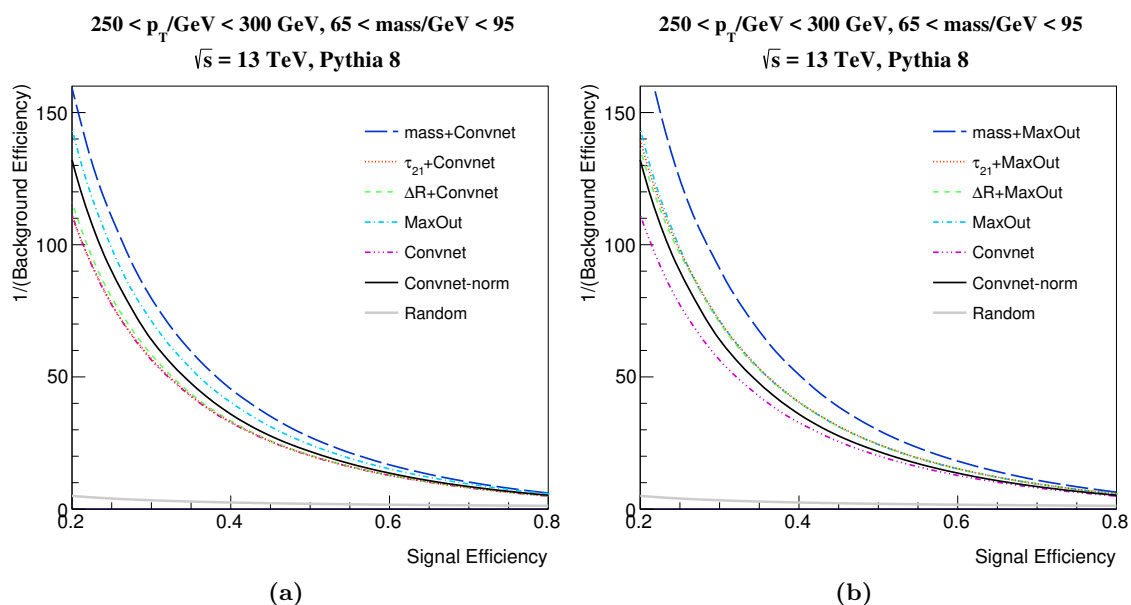 250 < p_T/GeV < 300 GeV, 65 < mass/GeV < 95
√s = 13 TeV, Pythia 8
1/(Background Efficiency)
150
100
50
0
mass+Convnet
τ_21+Convnet
ΔR+Convnet
MaxOut
Convnet
Convnet-norm
Random
0.2 0.4 0.6 0.8
Signal Efficiency
(a)
250 < p_T/GeV < 300 GeV, 65 < mass/GeV < 95
√s = 13 TeV, Pythia 8
1/(Background Efficiency)
150
100
50
0
mass+MaxOut
τ_21+MaxOut
ΔR+MaxOut
MaxOut
Convnet
Convnet-norm
Random
0.2 0.4 0.6 0.8
Signal Efficiency
(b)